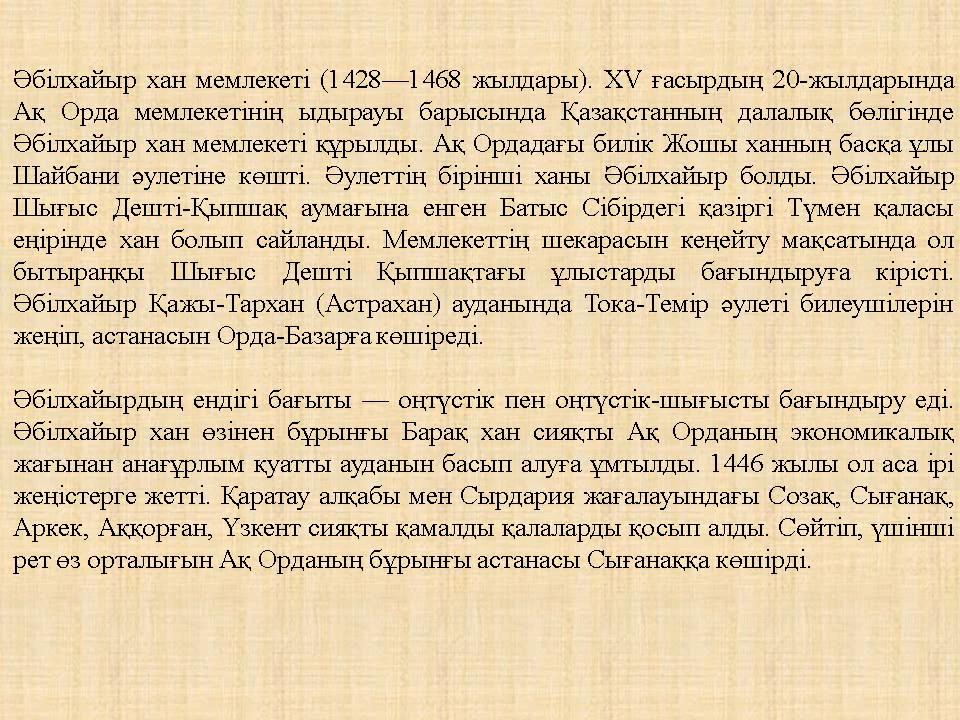 Әбілхайыр хан мемлекеті (1428—1468 жылдары). XV ғасырдың 20-жылдарында
Ақ Орда мемлекетінің ыдырауы барысында Қазақстанның далалық бөлігінде
Әбілхайыр хан мемлекеті құрылды. Ақ Ордадағы билік Жошы ханның басқа ұлы
Шайбани әулетіне көшті. Әулеттің бірінші ханы Әбілхайыр болды. Әбілхайыр
Шығыс Дешті-Қыпшақ аумағына енген Батыс Сібірдегі қазіргі Түмен қаласы
еңірінде хан болып сайланды. Мемлекеттің шекарасын кеңейту мақсатында ол
бытыраңқы Шығыс Дешті Қыпшақтағы ұлыстарды бағындыруға кірісті.
Әбілхайыр Қажы-Тархан (Астрахан) ауданында Тока-Темір әулеті билеушілерін
жеңіп, астанасын Орда-Базарға көшіреді.
Әбілхайырдың ендігі бағыты — оңтүстік пен оңтүстік-шығысты бағындыру еді.
Әбілхайыр хан өзінен бұрынғы Барақ хан сияқты Ақ Орданың экономикалық
жағынан анағұрлым қуатты ауданын басып алуға ұмтылды. 1446 жылы ол аса ірі
жеңістерге жетті. Қаратау алқабы мен Сырдария жағалауындағы Созақ, Сығанақ,
Аркек, Аққорған, Үзкент сияқты қамалды қалаларды қосып алды. Сөйтіп, үшінші
рет өз орталығын Ақ Орданың бұрынғы астанасы Сығанаққа көшірді.